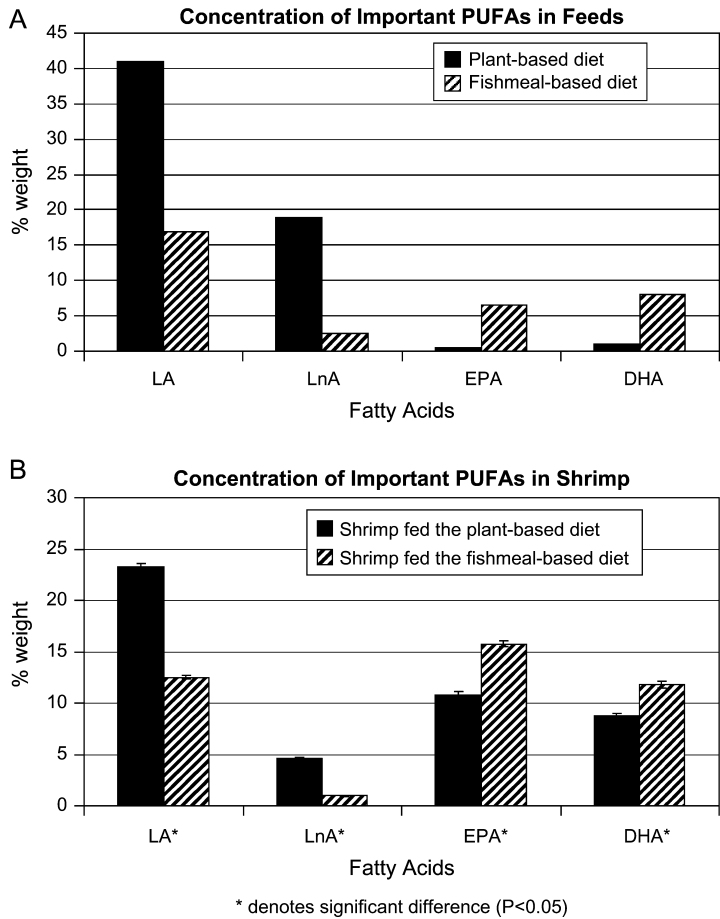 A
Concentration of Important PUFAs in Feeds
45
40
35
30
25
20
15
10
5
0
% weight
Plant-based diet
Fishmeal-based diet
LA LnA EPA DHA
Fatty Acids
B
Concentration of Important PUFAs in Shrimp
30
25
20
15
10
5
0
% weight
Shrimp fed the plant-based diet
Shrimp fed the fishmeal-based diet
LA* LnA* EPA* DHA*
Fatty Acids
* denotes significant difference (P<0.05)